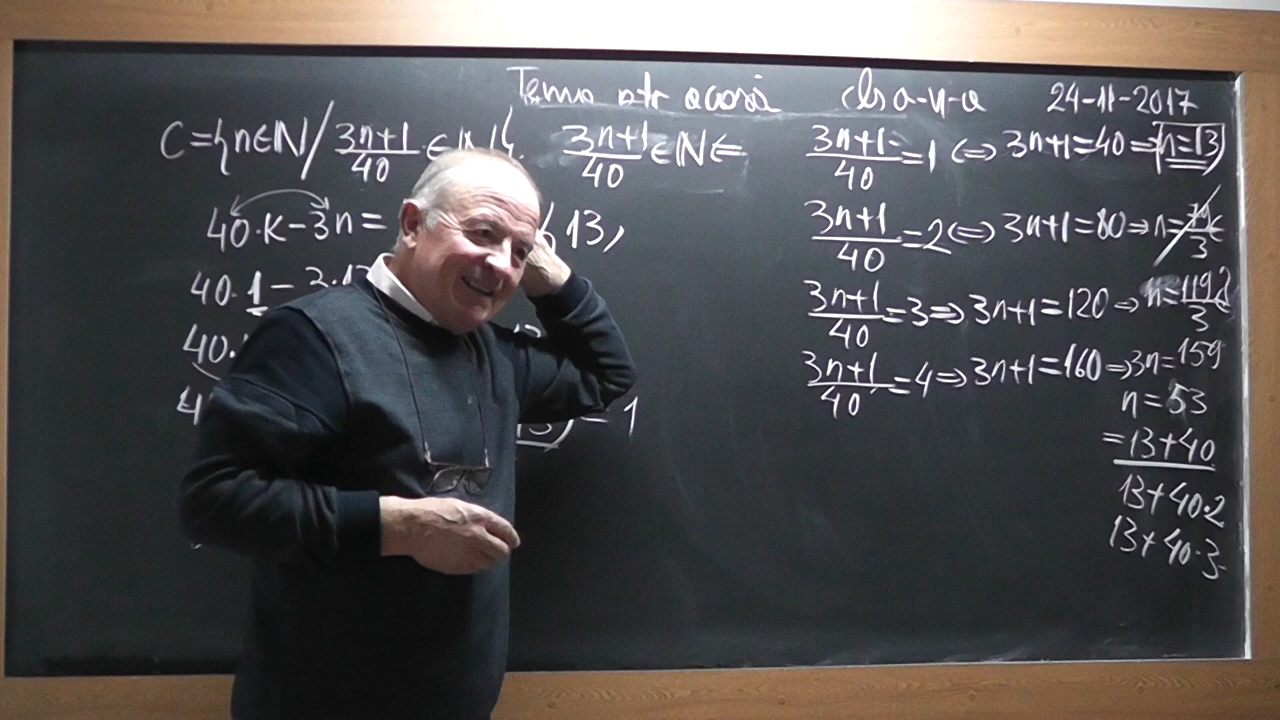 Tema ptr acasă cls a-V-a 24-11-2017
C={n∈N/ (3n+1)/40 ∈N}. (3n+1)/40 ∈N⇐
40·K-3n= 13,
40·1-3·13
40·
4 =1
(3n+1)/40=1⇔3n+1=40⇒n=13
(3n+1)/40=2⇔3n+1=80⇒n=79/3
(3n+1)/40=3⇒3n+1=120⇒n=119/3
(3n+1)/40=4⇒3n+1=160⇒3n=159
n=53
=13+40
13+40·2
13+40·3